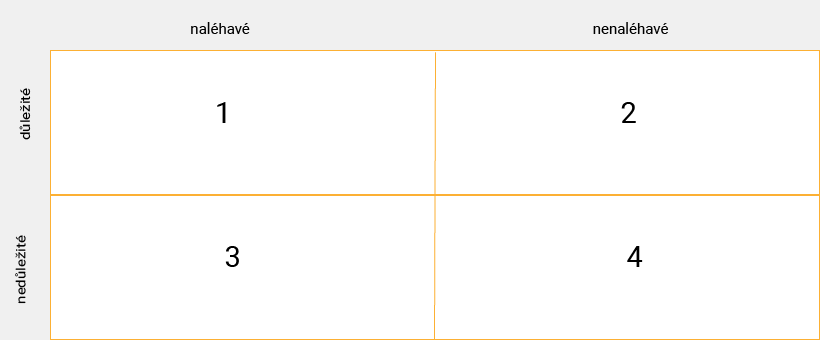 naléhavé
nenaléhavé
důležité
1
2
nedůležité
3
4